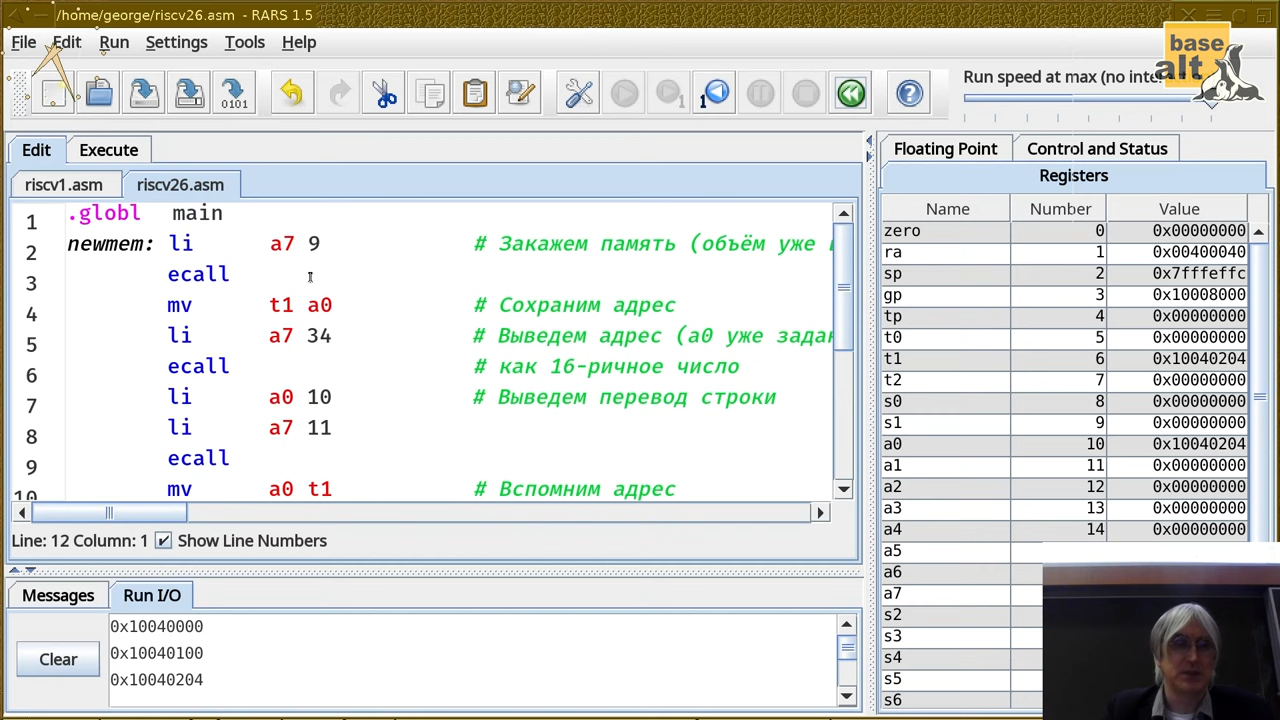 /home/george/riscv26.asm - RARS 1.5
File Edit Run Settings Tools Help
base
alt
0101
1
1
Run speed at max (no
Edit Execute
riscv1.asm riscv26.asm
1 .globl main
2 newmem: li a7 9 # Закажем память (объём уже
3 ecall
4 mv t1 a0 # Сохраним адрес
5 li a7 34 # Выведем адрес (a0 уже
6 ecall # как 16-ричное число
7 li a0 10 # Выведем перевод строки
8 li a7 11
9 ecall
10 mv a0 t1 # Вспомним адрес
Line: 12 Column: 1 Show Line Numbers
Messages Run I/O
Clear
0x10040000
0x10040100
0x10040204
Floating Point Control and Status
Registers
Name Number Value
zero 0 0x00000000
ra 1 0x00400040
sp 2 0x7fffeffc
gp 3 0x10008000
tp 4 0x00000000
t0 5 0x00000000
t1 6 0x10040204
t2 7 0x00000000
s0 8 0x00000000
s1 9 0x00000000
a0 10 0x10040204
a1 11 0x00000000
a2 12 0x00000000
a3 13 0x00000000
a4 14 0x00000000
a5
a6
a7
s2
s3
s4
s5
s6